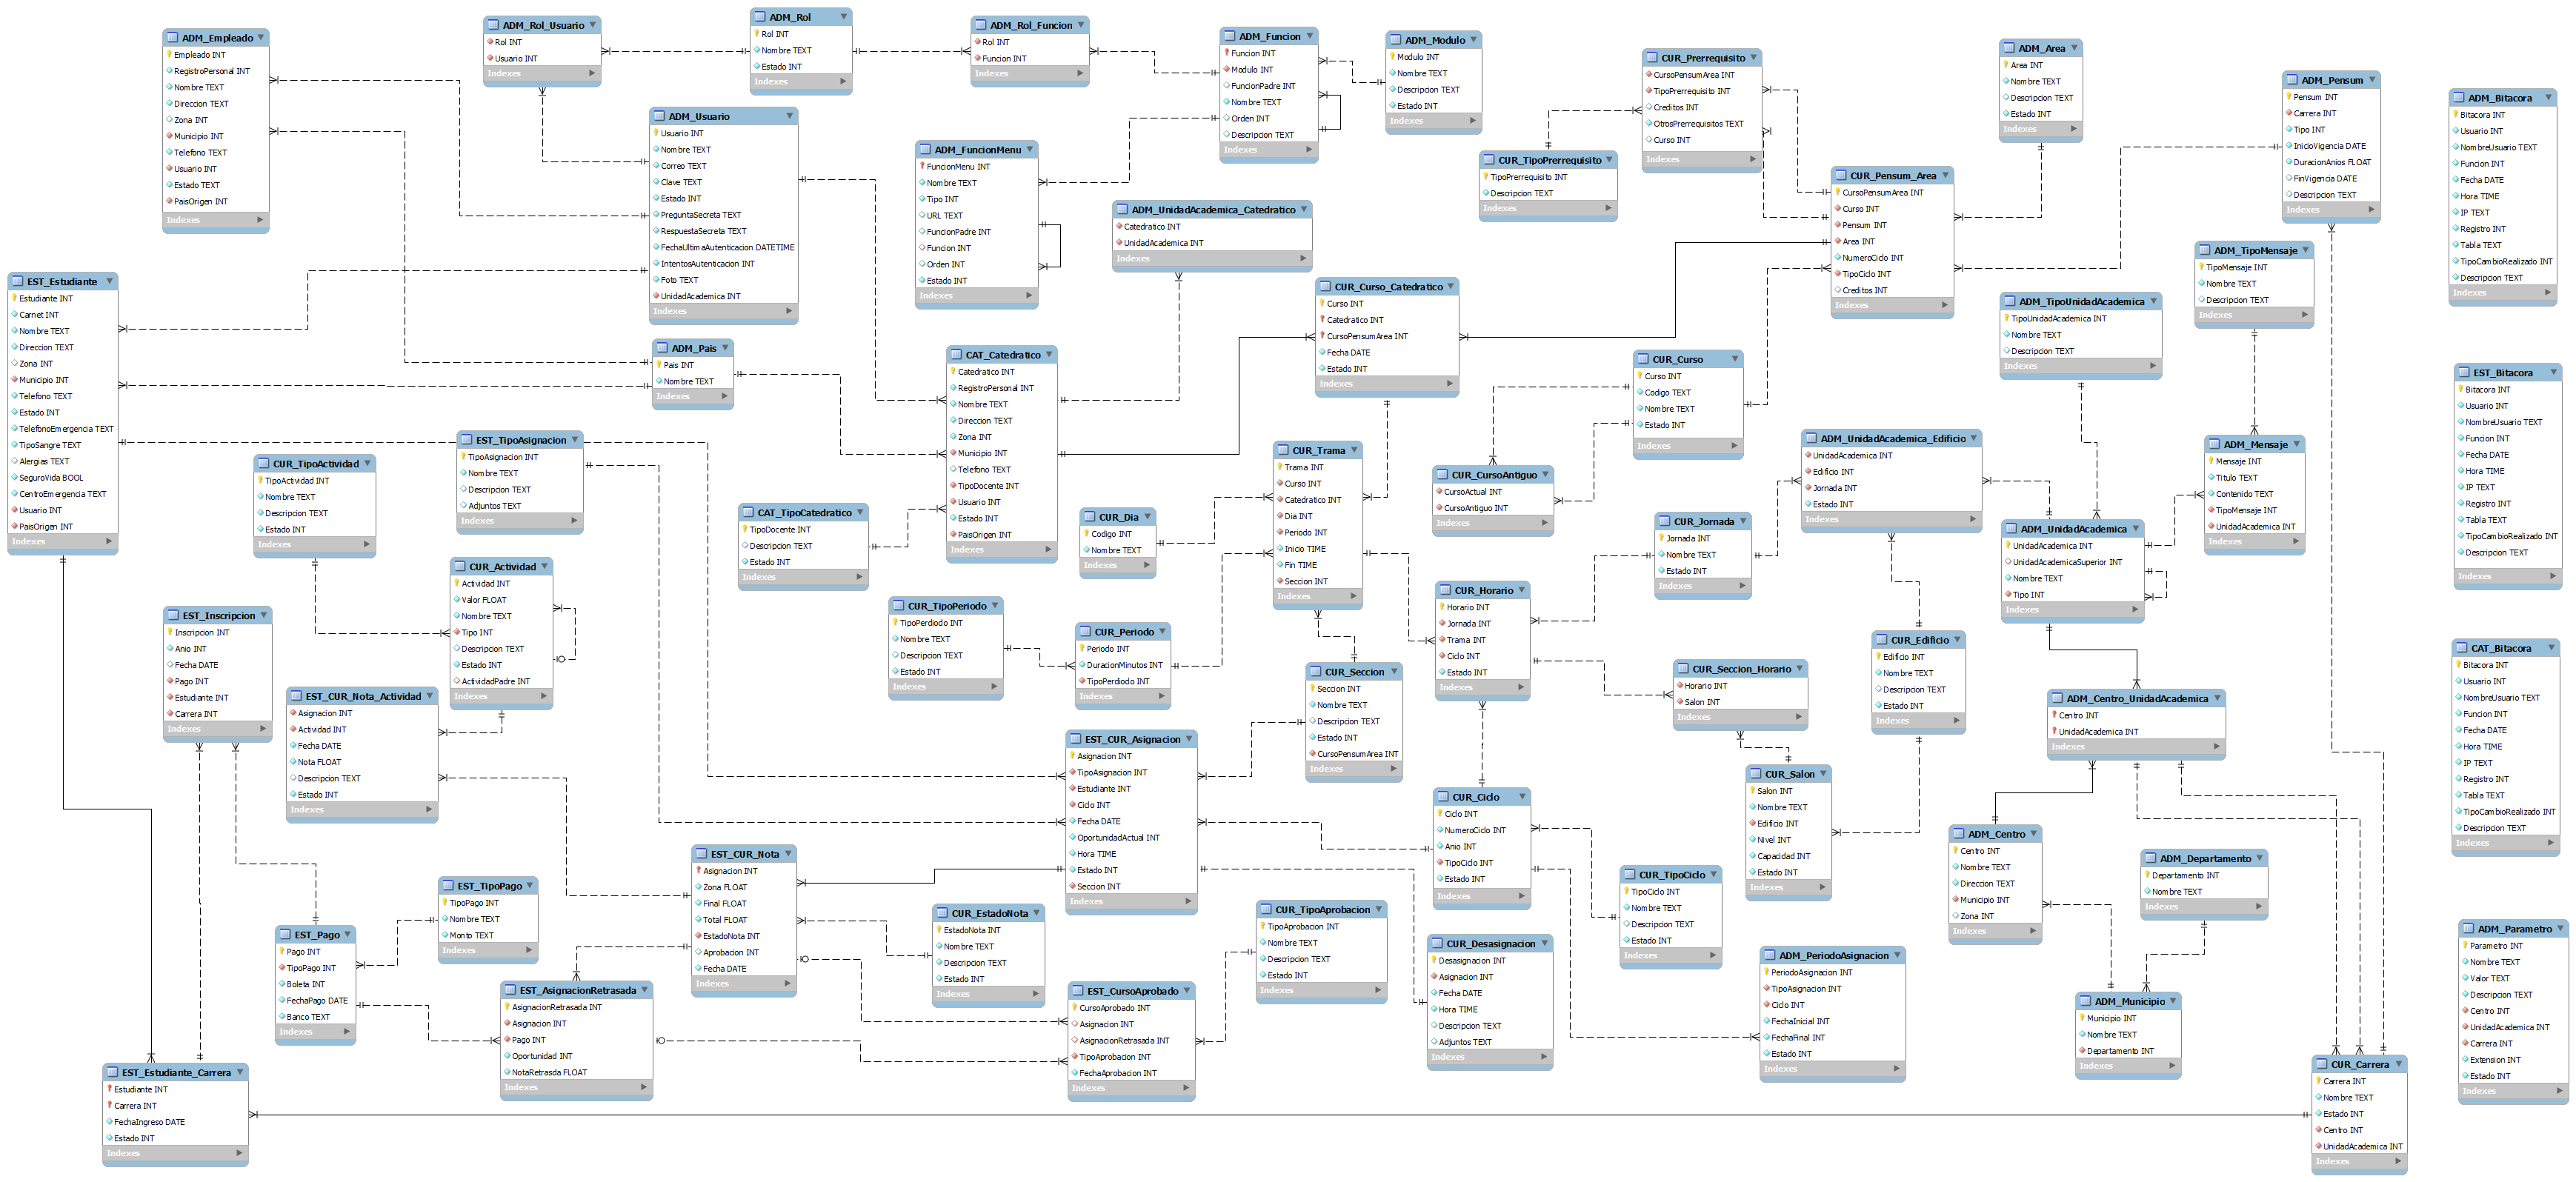 ADM_Empleado
Empleado INT
RegistroPersonal INT
Nombre TEXT
Direccion TEXT
Zona INT
Municipio INT
Telefono TEXT
Usuario INT
Estado TEXT
PaisOrigen INT
Indexes
ADM_Rol_Usuario
Rol INT
Usuario INT
Indexes
ADM_Rol
Rol INT
Nombre TEXT
Estado INT
Indexes
ADM_Rol_Funcion
Rol INT
Funcion INT
Indexes
ADM_Funcion
Funcion INT
Modulo INT
FuncionPadre INT
Nombre TEXT
Orden INT
Descripcion TEXT
Indexes
ADM_Modulo
Modulo INT
Nombre TEXT
Descripcion TEXT
Estado INT
Indexes
CUR_Prerrequisito
CursoPensumArea INT
TipoPrerrequisito INT
Creditos INT
OtrosPrerrequisitos TEXT
Curso INT
Indexes
ADM_Area
Area INT
Nombre TEXT
Descripcion TEXT
Estado INT
Indexes
ADM_Pensum
Pensum INT
Carrera INT
Tipo INT
InicioVigencia DATE
DuracionAnios FLOAT
FinVigencia DATE
Descripcion TEXT
Indexes
ADM_Bitacora
Bitacora INT
Usuario INT
NombreUsuario TEXT
Funcion INT
Fecha DATE
Hora TIME
IP TEXT
Registro INT
Tabla TEXT
TipoCambioRealizado INT
Descripcion TEXT
Indexes
ADM_Usuario
Usuario INT
Nombre TEXT
Correo TEXT
Clave TEXT
Estado INT
PreguntaSecreta TEXT
RespuestaSecreta TEXT
FechaUltimaAutenticacion DATETIME
IntentosAutenticacion INT
Foto TEXT
UnidadAcademica INT
Indexes
ADM_FuncionMenu
FuncionMenu INT
Nombre TEXT
Tipo INT
URL TEXT
FuncionPadre INT
Funcion INT
Orden INT
Estado INT
Indexes
CUR_TipoPrerrequisito
TipoPrerrequisito INT
Descripcion TEXT
Indexes
CUR_Pensum_Area
CursoPensumArea INT
Curso INT
Pensum INT
Area INT
NumeroCiclo INT
TipoCiclo INT
Creditos INT
Indexes
ADM_UnidadAcademica_Catedratico
Catedratico INT
UnidadAcademica INT
Indexes
ADM_TipoMensaje
TipoMensaje INT
Nombre TEXT
Descripcion TEXT
Indexes
EST_Estudiante
Estudiante INT
Carnet INT
Nombre TEXT
Direccion TEXT
Zona INT
Municipio INT
Telefono TEXT
Estado INT
TelefonoEmergencia TEXT
TipoSangre TEXT
Alergias TEXT
SeguroVida BOOL
CentroEmergencia TEXT
Usuario INT
PaisOrigen INT
Indexes
CUR_Curso_Catedratico
Curso INT
Catedratico INT
CursoPensumArea INT
Fecha DATE
Estado INT
Indexes
ADM_TipoUnidadAcademica
TipoUnidadAcademica INT
Nombre TEXT
Descripcion TEXT
Indexes
ADM_Pais
Pais INT
Nombre TEXT
Indexes
CAT_Catedratico
Catedratico INT
RegistroPersonal INT
Nombre TEXT
Direccion TEXT
Zona INT
Municipio INT
Telefono TEXT
TipoDocente INT
Usuario INT
Estado INT
PaisOrigen INT
Indexes
CUR_Curso
Curso INT
Codigo TEXT
Nombre TEXT
Estado INT
Indexes
EST_Bitacora
Bitacora INT
Usuario INT
NombreUsuario TEXT
Funcion INT
Fecha DATE
Hora TIME
IP TEXT
Registro INT
Tabla TEXT
TipoCambioRealizado INT
Descripcion TEXT
Indexes
CUR_TipoActividad
TipoActividad INT
Nombre TEXT
Descripcion TEXT
Estado INT
Indexes
EST_TipoAsignacion
TipoAsignacion INT
Nombre TEXT
Descripcion TEXT
Adjuntos TEXT
Indexes
CUR_Trama
Trama INT
Curso INT
Catedratico INT
Dia INT
Periodo INT
Inicio TIME
Fin TIME
Seccion INT
Indexes
CUR_CursoAntiguo
CursoActual INT
CursoAntiguo INT
Indexes
ADM_UnidadAcademica_Edificio
UnidadAcademica INT
Edificio INT
Jornada INT
Estado INT
Indexes
ADM_Mensaje
Mensaje INT
Titulo TEXT
Contenido TEXT
TipoMensaje INT
UnidadAcademica INT
Indexes
CAT_TipoCatedratico
TipoDocente INT
Descripcion TEXT
Estado INT
Indexes
CUR_Dia
Codigo INT
Nombre TEXT
Indexes
CUR_Jornada
Jornada INT
Nombre TEXT
Estado INT
Indexes
ADM_UnidadAcademica
UnidadAcademica INT
UnidadAcademicaSuperior INT
Nombre TEXT
Tipo INT
Indexes
CUR_Actividad
Actividad INT
Valor FLOAT
Nombre TEXT
Tipo INT
Descripcion TEXT
Estado INT
ActividadPadre INT
Indexes
CUR_Horario
Horario INT
Jornada INT
Trama INT
Ciclo INT
Estado INT
Indexes
EST_Inscripcion
Inscripcion INT
Anio INT
Fecha DATE
Pago INT
Estudiante INT
Carrera INT
Indexes
CUR_TipoPeriodo
TipoPerdiodo INT
Nombre TEXT
Descripcion TEXT
Estado INT
Indexes
CUR_Periodo
Periodo INT
DuracionMinutos INT
TipoPerdiodo INT
Indexes
CUR_Seccion
Seccion INT
Nombre TEXT
Descripcion TEXT
Estado INT
CursoPensumArea INT
Indexes
CUR_Seccion_Horario
Horario INT
Salon INT
Indexes
CUR_Edificio
Edificio INT
Nombre TEXT
Descripcion TEXT
Estado INT
Indexes
CAT_Bitacora
Bitacora INT
Usuario INT
NombreUsuario TEXT
Funcion INT
Fecha DATE
Hora TIME
IP TEXT
Registro INT
Tabla TEXT
TipoCambioRealizado INT
Descripcion TEXT
Indexes
EST_CUR_Nota_Actividad
Asignacion INT
Actividad INT
Fecha DATE
Nota FLOAT
Descripcion TEXT
Estado INT
Indexes
ADM_Centro_UnidadAcademica
Centro INT
UnidadAcademica INT
Indexes
EST_CUR_Asignacion
Asignacion INT
TipoAsignacion INT
Estudiante INT
Ciclo INT
Fecha DATE
OportunidadActual INT
Hora TIME
Estado INT
Seccion INT
Indexes
CUR_Salon
Salon INT
Nombre TEXT
Edificio INT
Nivel INT
Capacidad INT
Estado INT
Indexes
CUR_Ciclo
Ciclo INT
NumeroCiclo INT
Anio INT
TipoCiclo INT
Estado INT
Indexes
ADM_Centro
Centro INT
Nombre TEXT
Direccion TEXT
Municipio INT
Zona INT
Indexes
EST_CUR_Nota
Asignacion INT
Zona FLOAT
Final FLOAT
Total FLOAT
EstadoNota INT
Aprobacion INT
Fecha DATE
Indexes
ADM_Departamento
Departamento INT
Nombre TEXT
Indexes
CUR_TipoCiclo
TipoCiclo INT
Nombre TEXT
Descripcion TEXT
Estado INT
Indexes
EST_TipoPago
TipoPago INT
Nombre TEXT
Monto TEXT
Indexes
CUR_EstadoNota
EstadoNota INT
Nombre TEXT
Descripcion TEXT
Estado INT
Indexes
CUR_TipoAprobacion
TipoAprobacion INT
Nombre TEXT
Descripcion TEXT
Estado INT
Indexes
ADM_Parametro
Parametro INT
Nombre TEXT
Valor TEXT
Descripcion TEXT
Centro INT
UnidadAcademica INT
Carrera INT
Extension INT
Estado INT
Indexes
EST_Pago
Pago INT
TipoPago INT
Boleta INT
FechaPago DATE
Banco TEXT
Indexes
CUR_Desasignacion
Desasignacion INT
Asignacion INT
Fecha DATE
Hora TIME
Descripcion TEXT
Adjuntos TEXT
Indexes
ADM_PeriodoAsignacion
PeriodoAsignacion INT
TipoAsignacion INT
Ciclo INT
FechaInicial INT
FechaFinal INT
Estado INT
Indexes
EST_AsignacionRetrasada
AsignacionRetrasada INT
Asignacion INT
Pago INT
Oportunidad INT
NotaRetrasda FLOAT
Indexes
EST_CursoAprobado
CursoAprobado INT
Asignacion INT
AsignacionRetrasada INT
TipoAprobacion INT
FechaAprobacion INT
Indexes
ADM_Municipio
Municipio INT
Nombre TEXT
Departamento INT
Indexes
EST_Estudiante_Carrera
Estudiante INT
Carrera INT
FechaIngreso DATE
Estado INT
Indexes
CUR_Carrera
Carrera INT
Nombre TEXT
Estado INT
Centro INT
UnidadAcademica INT
Indexes